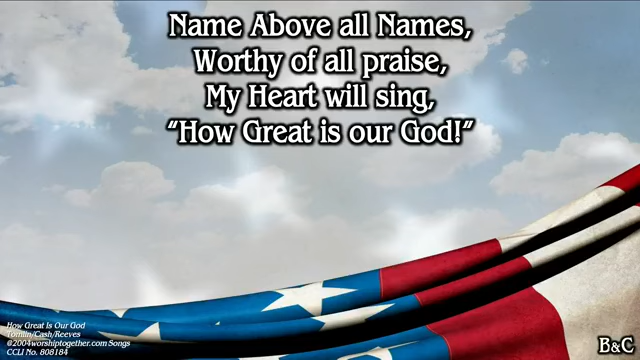 Name Above all Names,
Worthy of all praise,
My Heart will sing,
"How Great is our God!"
How Great Is Our God
Tomlin/Cash/Reeves
@2004worshiptogether.com Songs
CCLI No. 808184
B&C